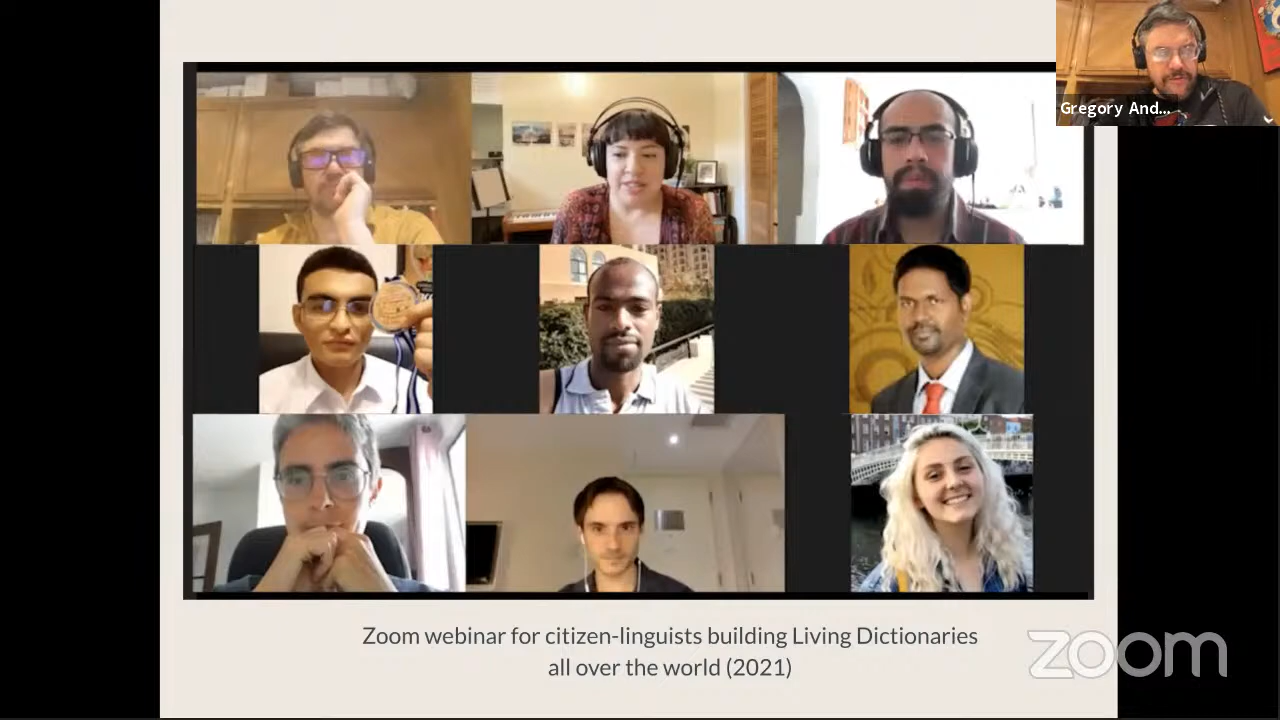 Gregory And...
Zoom webinar for citizen-linguists building Living Dictionaries
all over the world (2021)
zoom